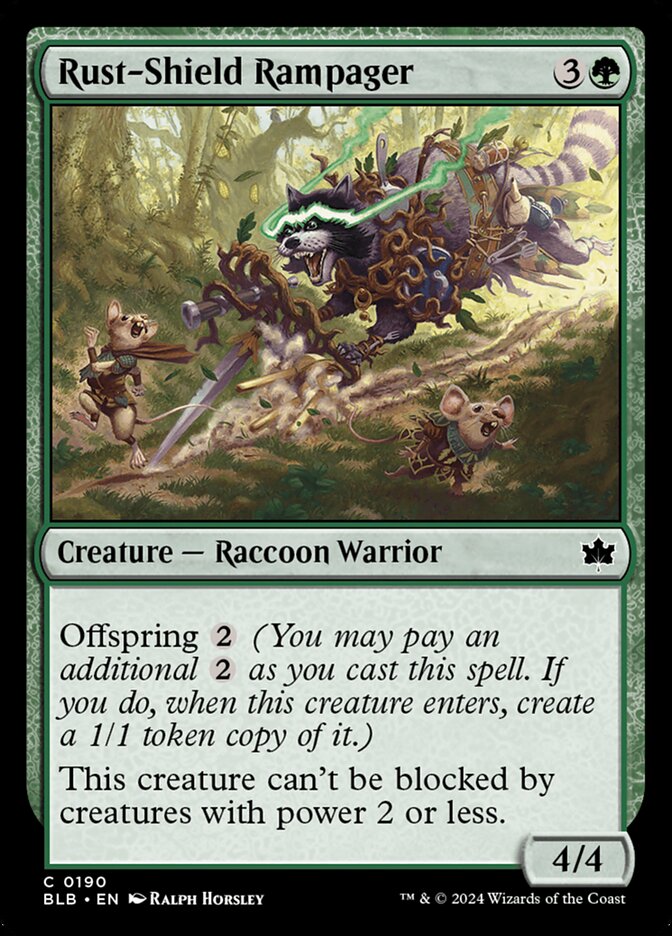 Rust-Shield Rampager 3
Creature — Raccoon Warrior
Offspring 2 (You may pay an
additional 2 as you cast this spell. If
you do, when this creature enters, create
a 1/1 token copy of it.)
This creature can't be blocked by
creatures with power 2 or less.
4/4
C 0190
BLB • EN Ralph Horsley
™ & © 2024 Wizards of the Coast